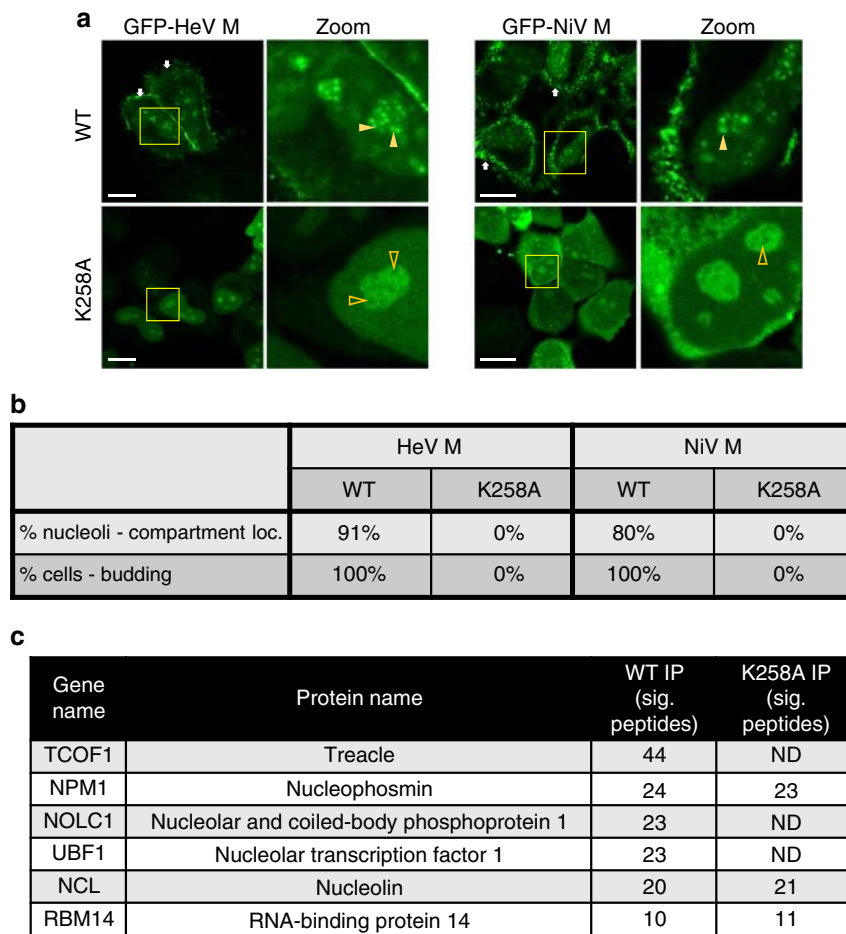 a
GFP-HeV M Zoom GFP-NiV M Zoom
WT
K258A
b
HeV M NiV M
WT K258A WT K258A
% nucleoli - compartment loc. 91% 0% 80% 0%
% cells - budding 100% 0% 100% 0%
c
Gene name Protein name WT IP (sig. peptides) K258A IP (sig. peptides)
TCOF1 Treacle 44 ND
NPM1 Nucleophosmin 24 23
NOLC1 Nucleolar and coiled-body phosphoprotein 1 23 ND
UBF1 Nucleolar transcription factor 1 23 ND
NCL Nucleolin 20 21
RBM14 RNA-binding protein 14 10 11